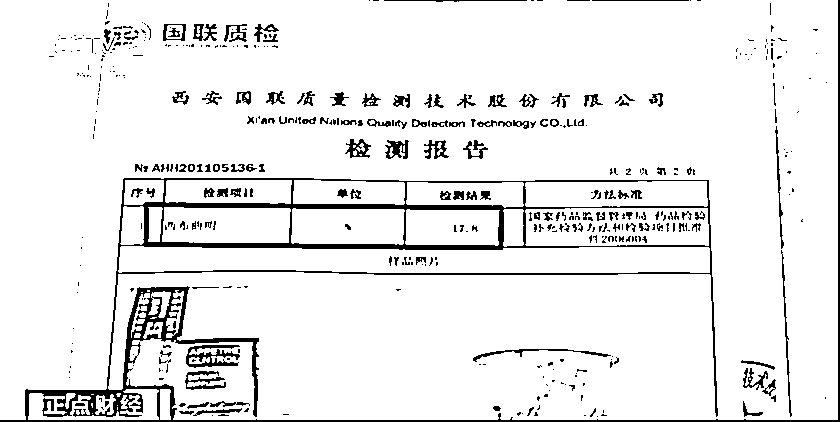 国联质检
西安国联质量检测技术股份有限公司
Xi'an United Nations Quality Detection Technology CO.,Ltd.
检测报告
№ AHH201105136-1
共 2 页 第 2 页
序号 检测项目 单位 检测结果 方法标准
1 西布曲明 % 17.8
国家药品监督管理局 药品检验
补充检验方法和检验项目批准
件2006004
样品照片
APPETITE
CONTROL
技术
正点财经